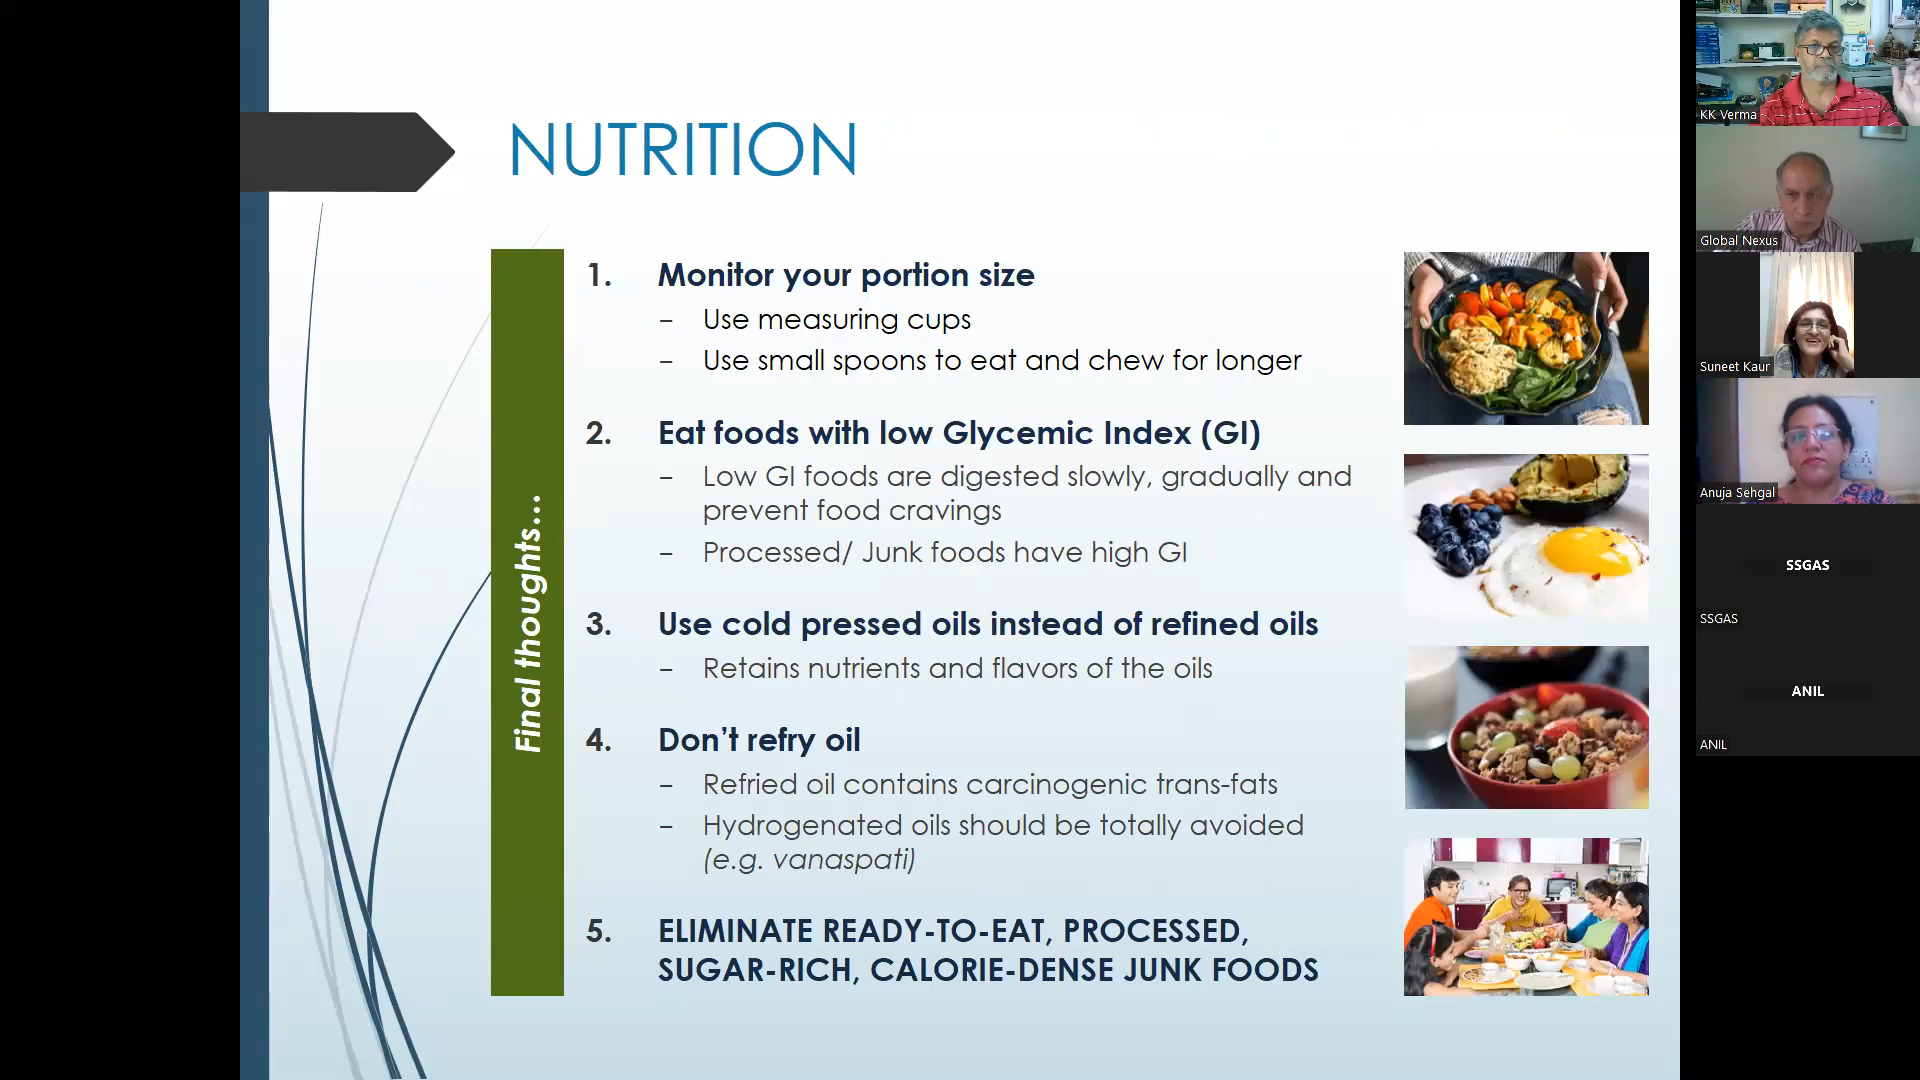 NUTRITION
Final thoughts...
1. Monitor your portion size
– Use measuring cups
– Use small spoons to eat and chew for longer
2. Eat foods with low Glycemic Index (GI)
– Low GI foods are digested slowly, gradually and
prevent food cravings
– Processed/ Junk foods have high GI
3. Use cold pressed oils instead of refined oils
– Retains nutrients and flavors of the oils
4. Don’t refry oil
– Refried oil contains carcinogenic trans-fats
– Hydrogenated oils should be totally avoided
(e.g. vanaspati)
5. ELIMINATE READY-TO-EAT, PROCESSED,
SUGAR-RICH, CALORIE-DENSE JUNK FOODS
KK Verma
Global Nexus
Suneet Kaur
Anuja Sehgal
SSGAS
SSGAS
ANIL
ANIL